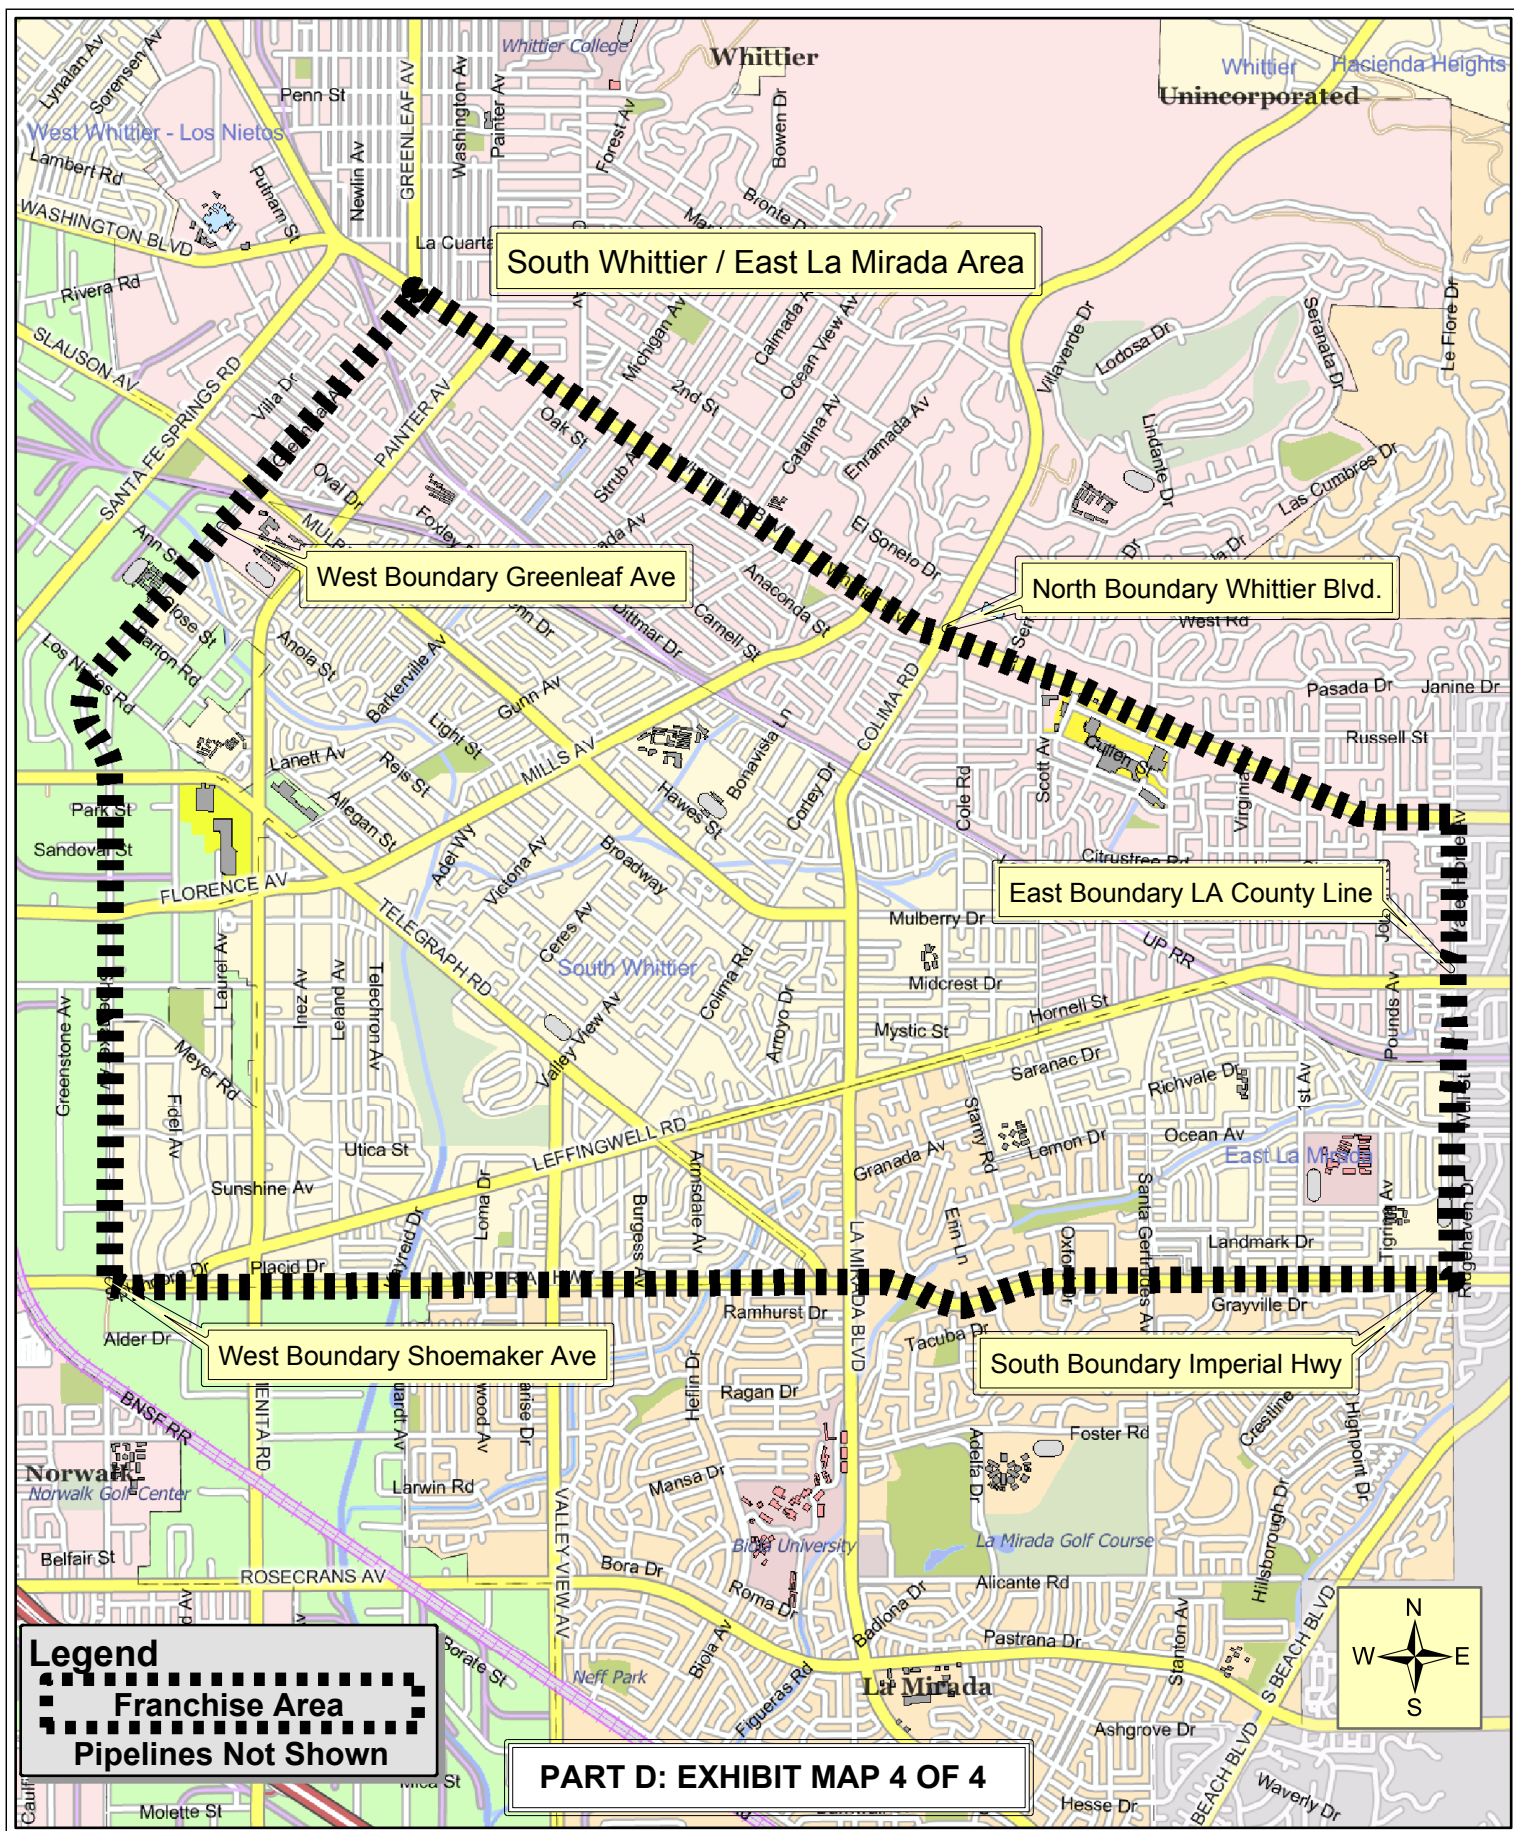 Whittier College
Whittier
Whittier
Hacienda Heights
Unincorporated
Lynalan Av
Sorensen Av
Penn St
GREENLEAF AV
Washington Av
Painter Av
Forest Av
Bowen Dr
West Whittier - Los Nietos
Lambert Rd
Putnam St
Newlin Av
WASHINGTON BLVD
La Cuarta
Bronte Dr
South Whittier / East La Mirada Area
Rivera Rd
SLAUSON AV
SANTA FE SPRINGS RD
Villa Dr
PAINTER AV
Michigan Av
Calmada Av
Ocean View Av
2nd St
Catalina Av
Enramada Av
Villaverde Dr
Lodosa Dr
Seranata Dr
Le Flore Dr
Lindante Dr
Las Cumbres Dr
Oak St
Strub Av
Oval Dr
Foxley
Ann St
Close St
Barton Rd
Los Nietos Rd
West Boundary Greenleaf Ave
El Soneto Dr
Anaconda St
Carnell St
Dittmar Dr
North Boundary Whittier Blvd.
West Rd
Anola St
Barkerville Av
Gunn Av
Light St
Reis St
Lanett Av
Allegan St
MILLS AV
Bonavista Ln
COLIMA RD
Pasada Dr
Janine Dr
Russell St
Scott Av
Cullen St
Cole Rd
Virginia
Park St
Sandoval St
Hawes St
Corley Dr
Adel Wy
Victoria Av
Broadway
Citrustree Rd
FLORENCE AV
East Boundary LA County Line
TELEGRAPH RD
Ceres Av
Mulberry Dr
UP RR
South Whittier
Colima Rd
Midcrest Dr
Laurel Av
Inez Av
Leland Av
Telechron Av
Greenstone Av
Valley View Av
Arroyo Dr
Mystic St
Hornell St
Pounds Av
Meyer Rd
Saranac Dr
Richvale Dr
1st Av
Fidel Av
Stamy Rd
Lemon Dr
Ocean Av
Utica St
LEFFINGWELL RD
Granada Av
East La Mirada
Sunshine Av
Loma Dr
Burgess Av
Armsdale Av
Santa Gertrudes Av
Tigrina Av
Erin Ln
Oxford Dr
Landmark Dr
Ridgehaven Dr
Placid Dr
IMPERIAL HWY
LA MIRADA BLVD
Ramhurst Dr
Grayville Dr
Alder Dr
Tacuba Dr
West Boundary Shoemaker Ave
South Boundary Imperial Hwy
Heflin Dr
Ragan Dr
BNSF RR
Crestline
Highpoint Dr
Adelfa Dr
Foster Rd
Norwalk
Norwalk Golf Center
Larwin Rd
Mansa Dr
Biola University
La Mirada Golf Course
Hillsborough Dr
VALLEY VIEW AV
Belfair St
ROSECRANS AV
Bora Dr
Roma Dr
Alicante Rd
Badiona Dr
Stanton Av
Pastrana Dr
S BEACH BLVD
N
W
E
S
Legend
Franchise Area
Pipelines Not Shown
Borate St
Neff Park
Biola Av
Figueras Rd
La Mirada
Ashgrove Dr
BEACH BLVD
PART D: EXHIBIT MAP 4 OF 4
Mica St
Molette St
Hesse Dr
Waverly Dr